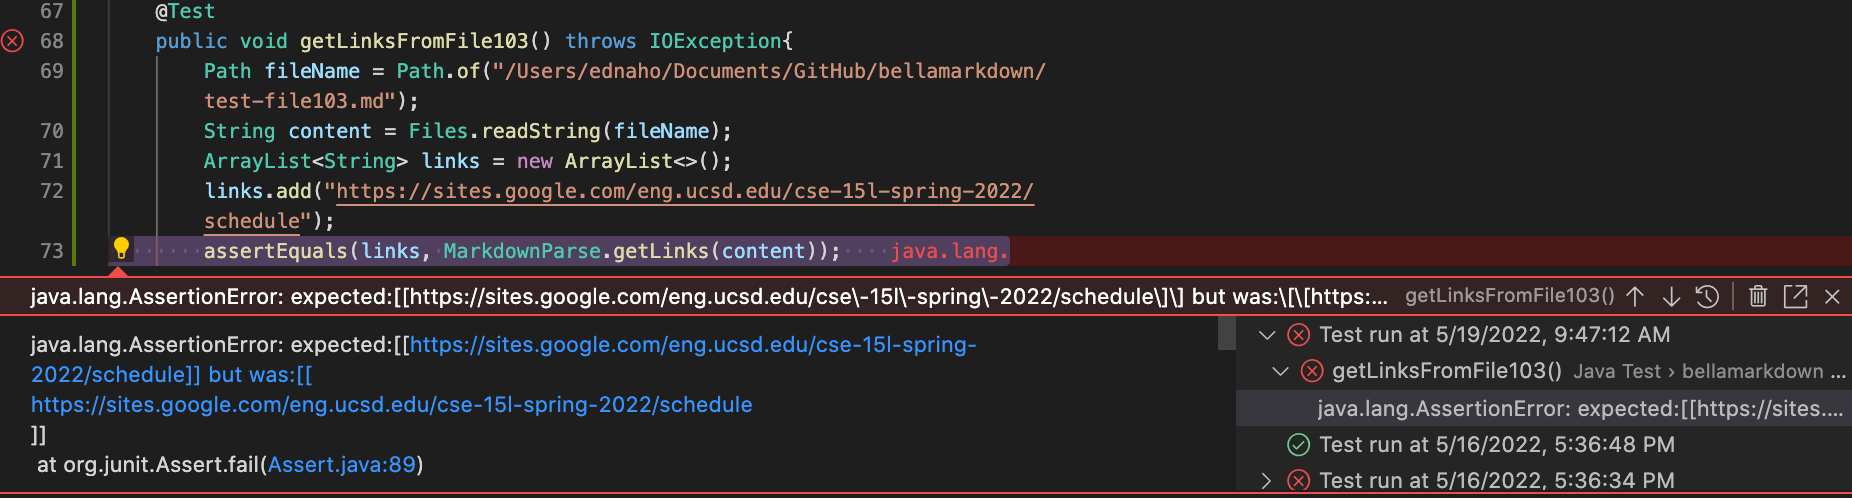 67 @Test
68 public void getLinksFromFile103() throws IOException{
69 Path fileName = Path.of("/Users/ednaho/Documents/GitHub/bellamarkdown/
test-file103.md");
70 String content = Files.readString(fileName);
71 ArrayList<String> links = new ArrayList<>();
72 links.add("https://sites.google.com/eng.ucsd.edu/cse-15l-spring-2022/
schedule");
73 assertEquals(links, MarkdownParse.getLinks(content)); java.lang.
java.lang.AssertionError: expected:[[https://sites.google.com/eng.ucsd.edu/cse\-15l\-spring\-2022/schedule\]\] but was:\[\[https:... getLinksFromFile103()
java.lang.AssertionError: expected:[[https://sites.google.com/eng.ucsd.edu/cse-15l-spring-
2022/schedule]] but was:[[
https://sites.google.com/eng.ucsd.edu/cse-15l-spring-2022/schedule
]]
at org.junit.Assert.fail(Assert.java:89)
Test run at 5/19/2022, 9:47:12 AM
getLinksFromFile103() Java Test > bellamarkdown ...
java.lang.AssertionError: expected:[[https://sites....
Test run at 5/16/2022, 5:36:48 PM
Test run at 5/16/2022, 5:36:34 PM